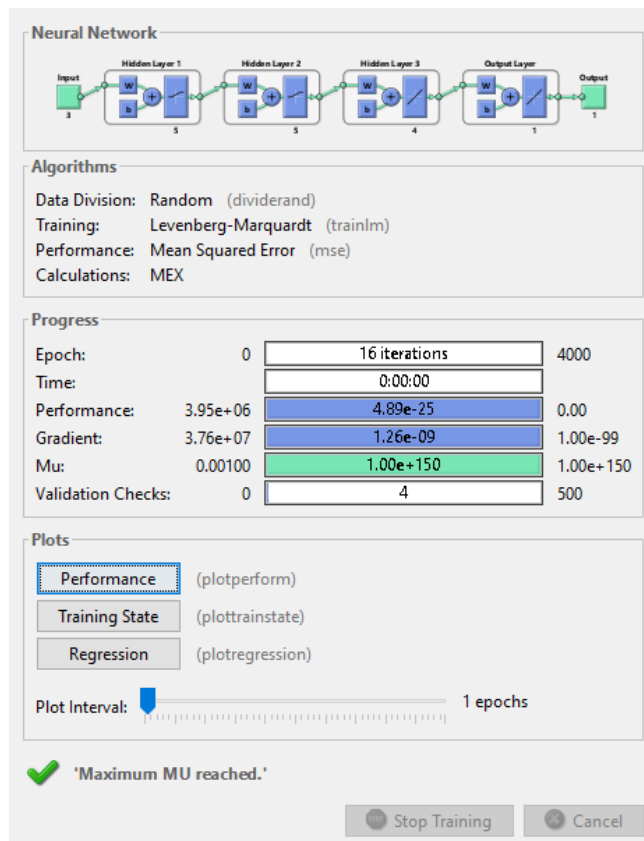 Neural Network
Hidden Layer 1 Hidden Layer 2 Hidden Layer 3 Output Layer
Input Output
W W W W
b b b b
3 1
5 5 4 1
Algorithms
Data Division: Random (dividerand)
Training: Levenberg-Marquardt (trainlm)
Performance: Mean Squared Error (mse)
Calculations: MEX
Progress
Epoch: 0 16 iterations 4000
Time: 0:00:00
Performance: 3.95e+06 4.89e-25 0.00
Gradient: 3.76e+07 1.26e-09 1.00e-99
Mu: 0.00100 1.00e+150 1.00e+150
Validation Checks: 0 4 500
Plots
Performance (plotperform)
Training State (plottrainstate)
Regression (plotregression)
Plot Interval: 1 epochs
'Maximum MU reached.'
Stop Training Cancel